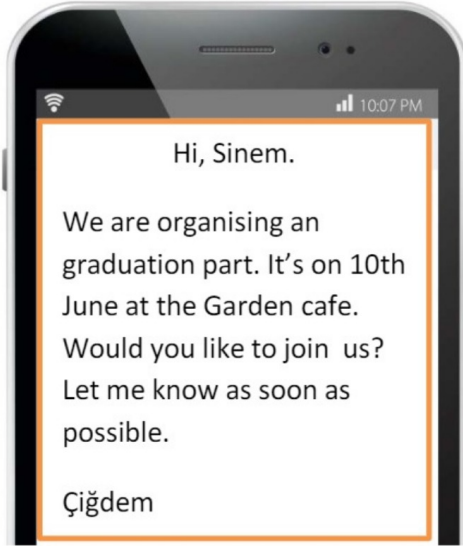 10:07 PM
Hi, Sinem.
We are organising an
graduation part. It's on 10th
June at the Garden cafe.
Would you like to join  us?
Let me know as soon as
possible.
Çiğdem